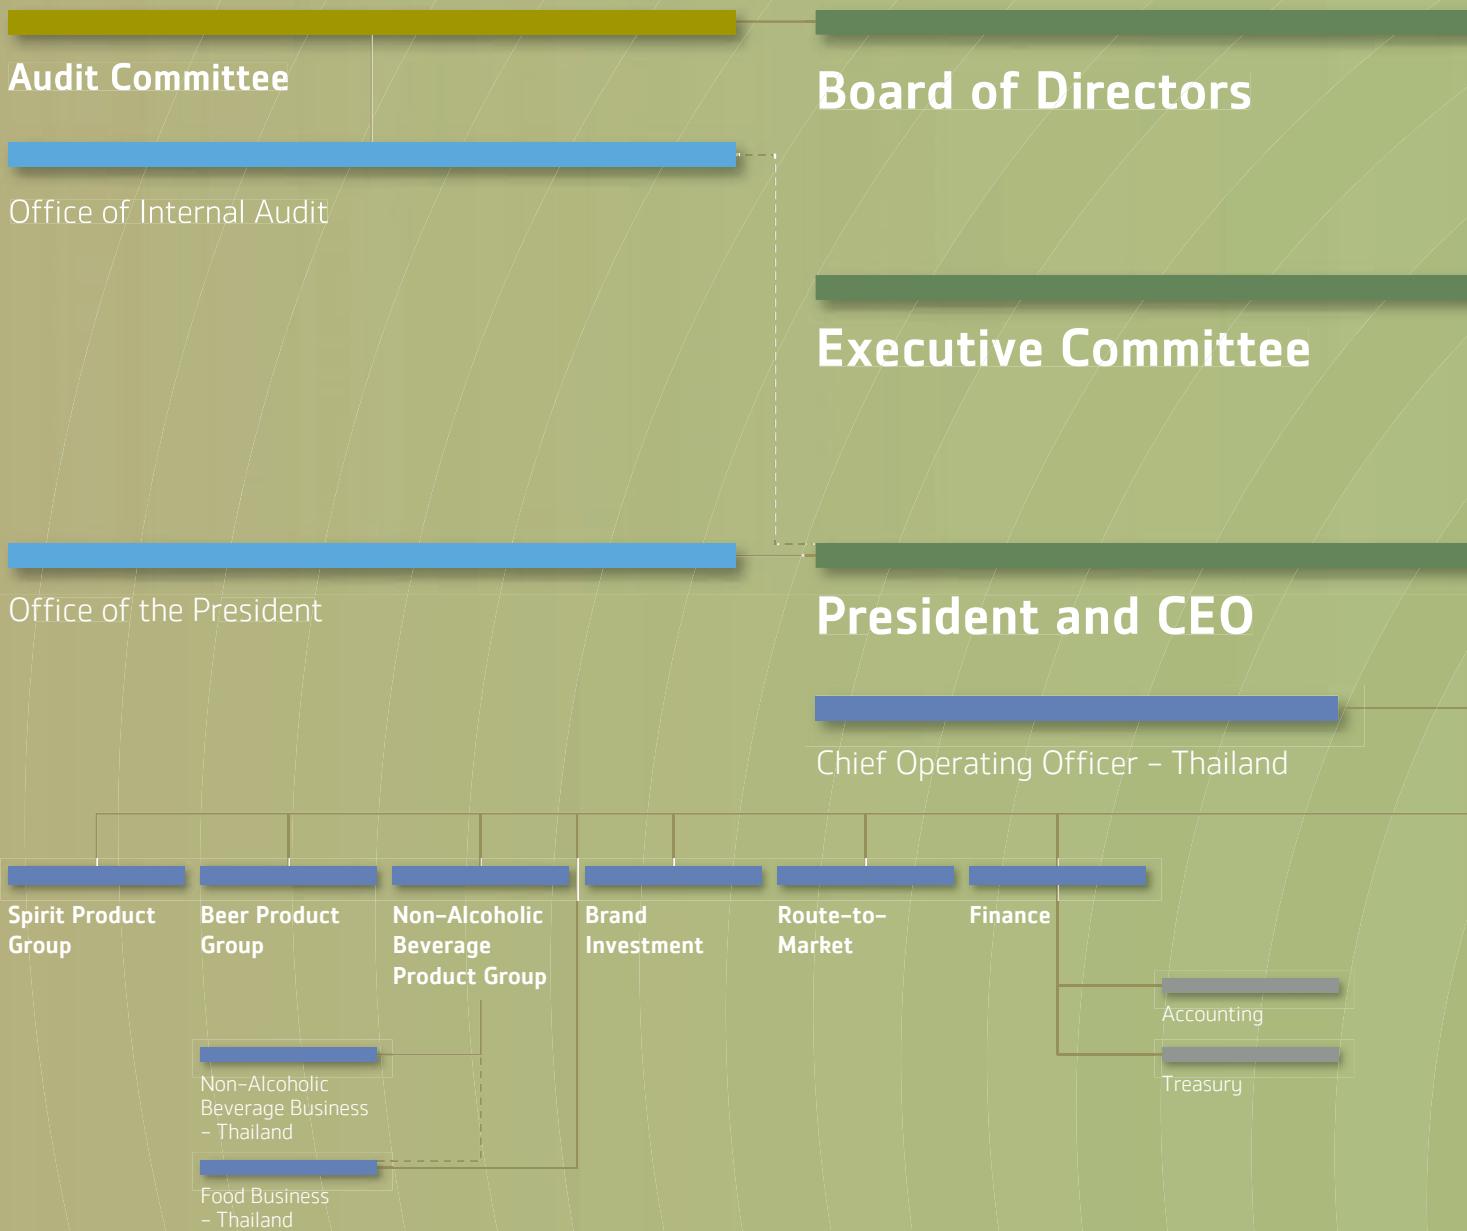 Audit Committee
Board of Directors
Office of Internal Audit
Executive Committee
Office of the President
President and CEO
Chief Operating Officer – Thailand
Spirit Product
Group
Beer Product
Group
Non–Alcoholic
Beverage
Product Group
Brand
Investment
Route–to–
Market
Finance
Accounting
Treasury
Non–Alcoholic
Beverage Business
– Thailand
Food Business
– Thailand